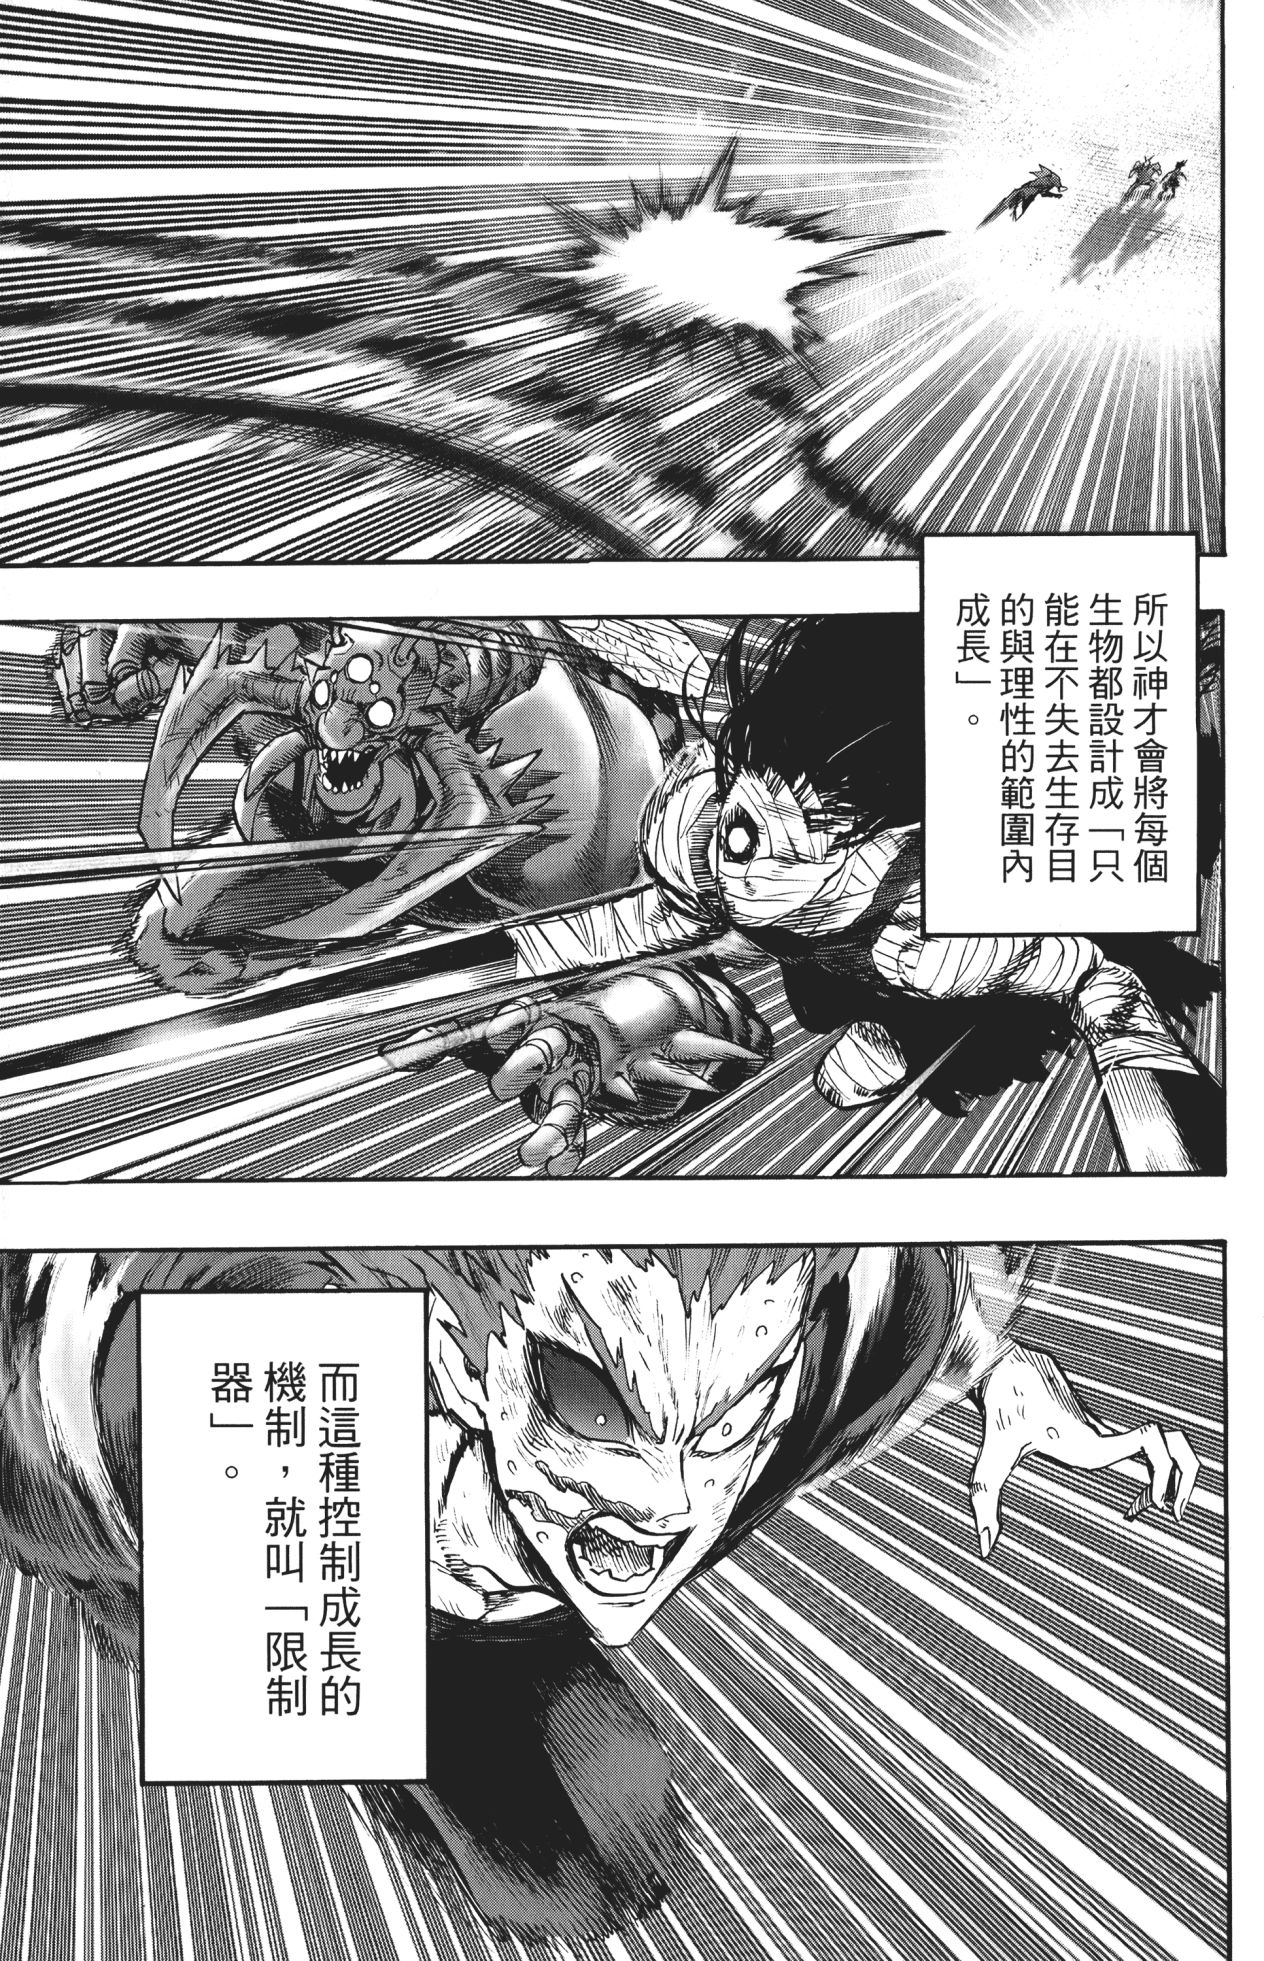 所以神才會將每個
生物都設計成「只
能在不失去生存目
的與理性的範圍內
成長」。
而這種控制成長的
機制，就叫「限制
器」。